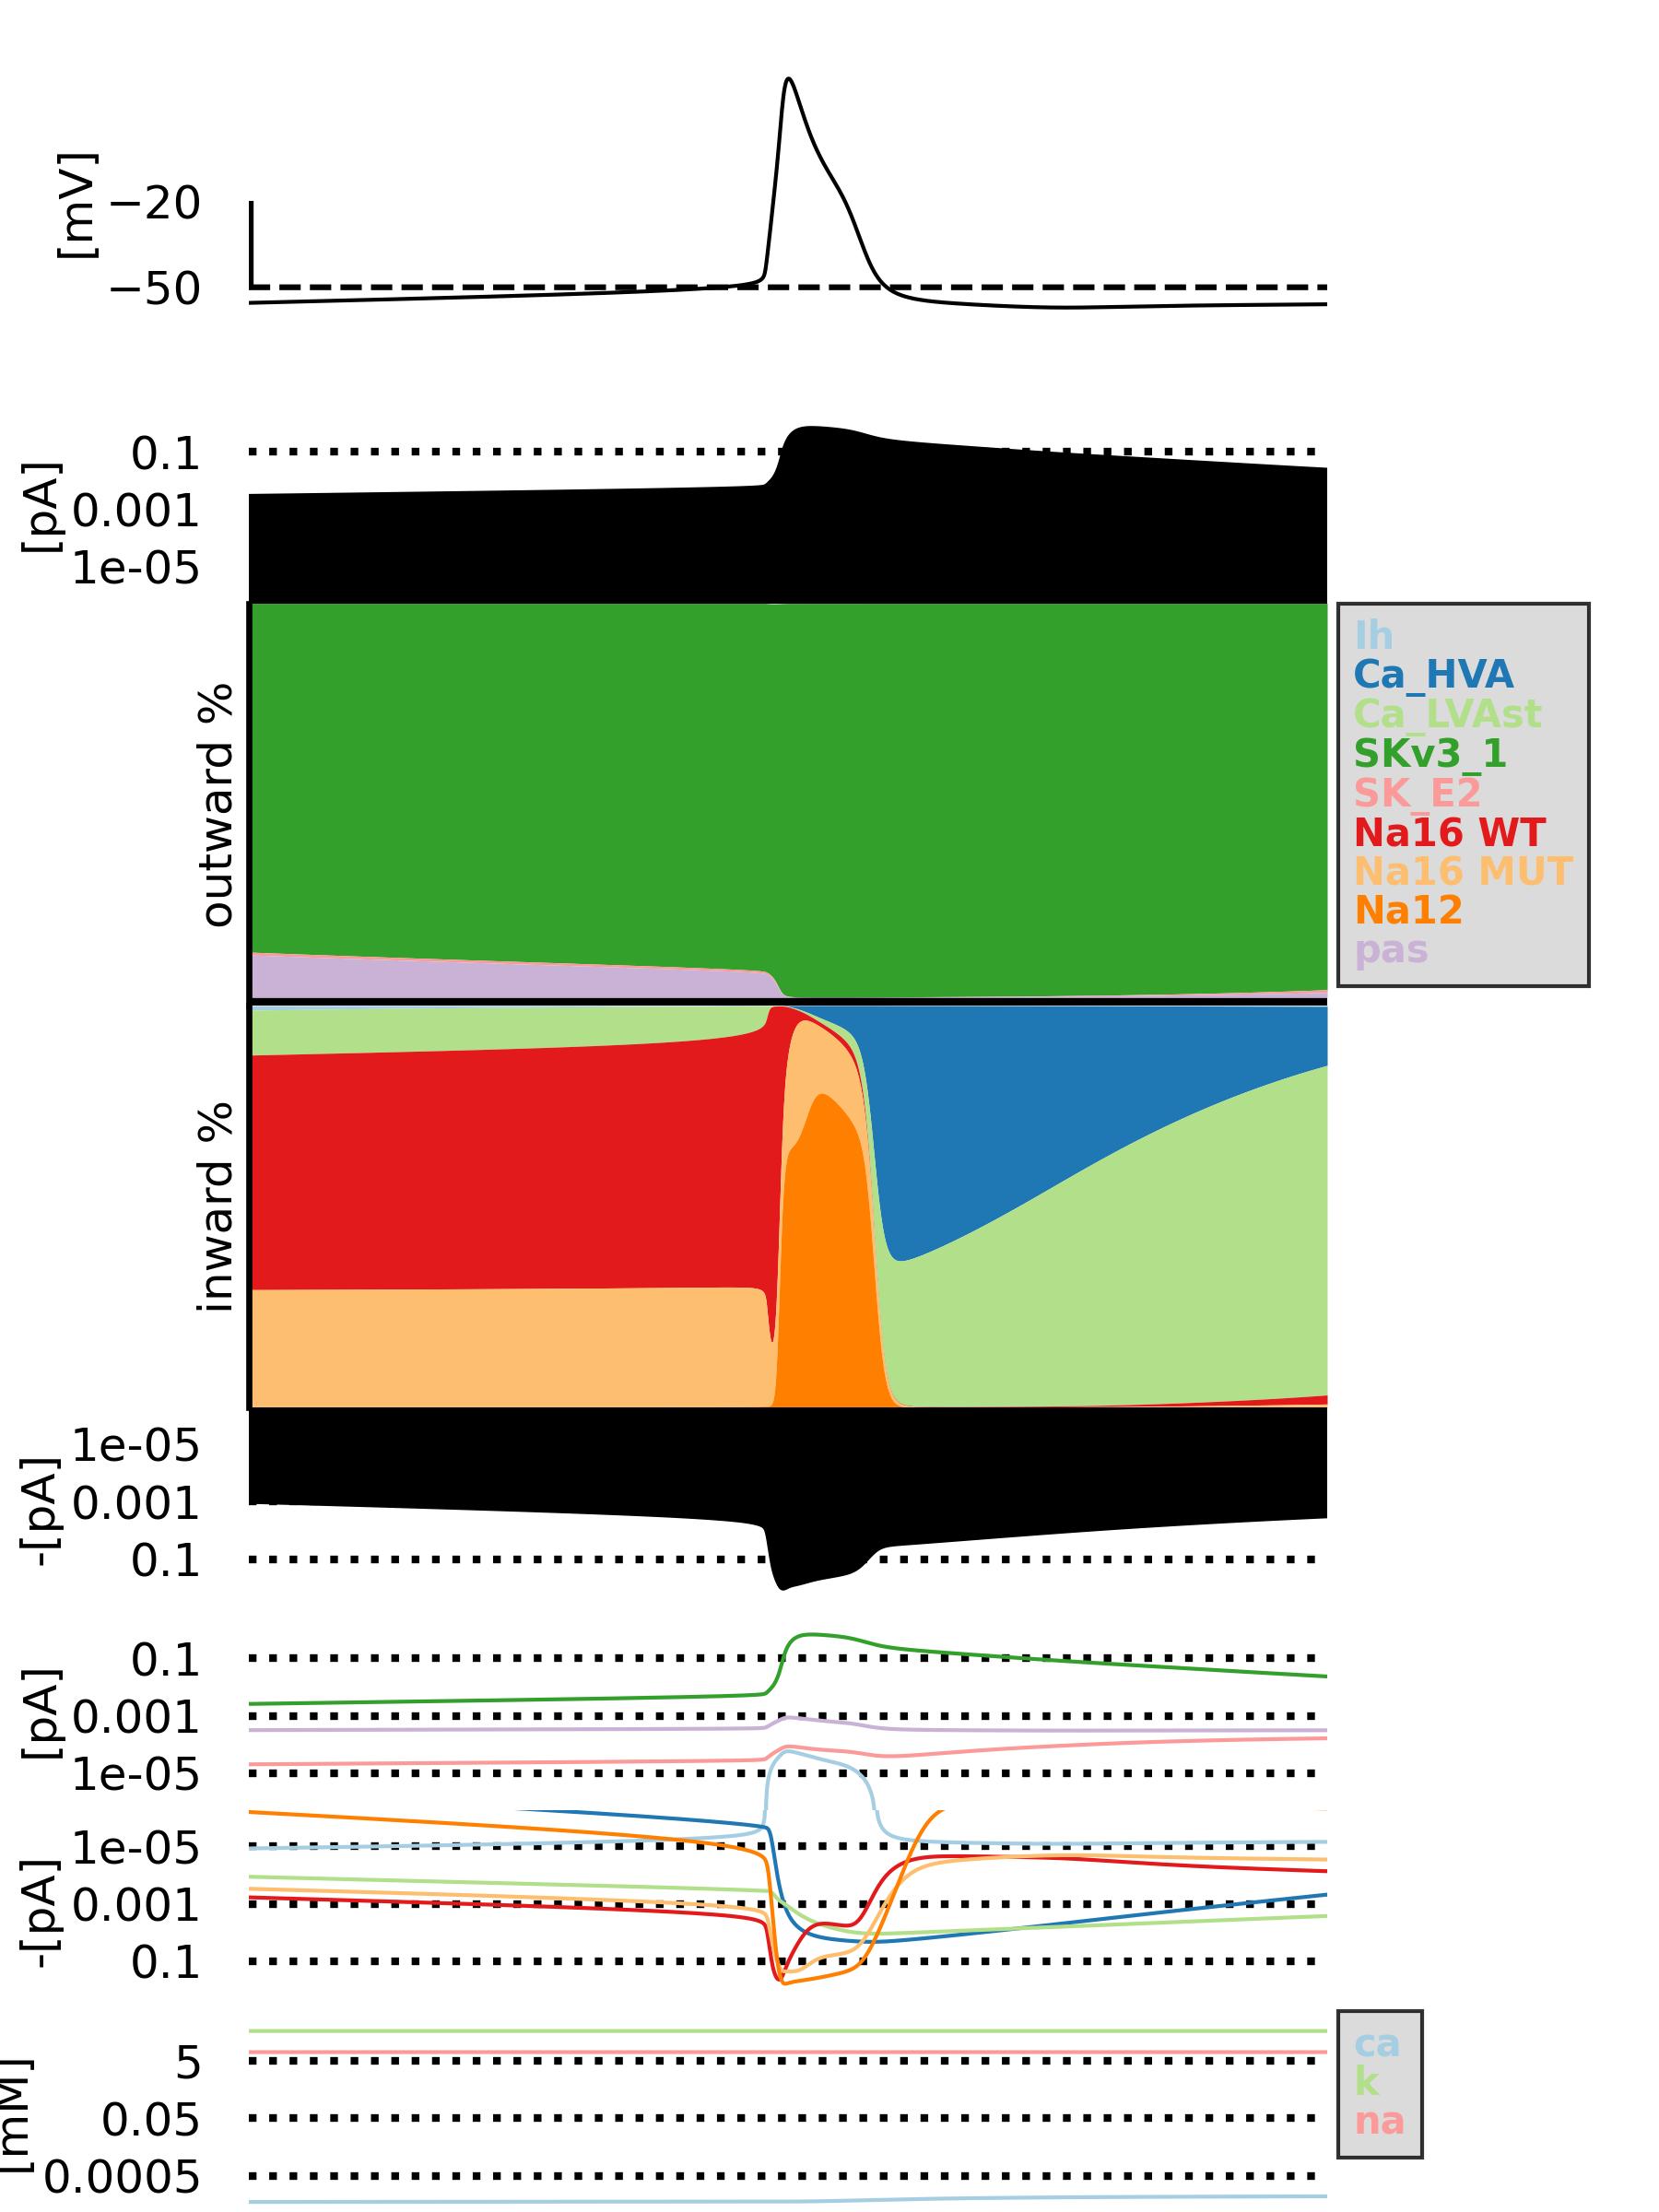 [mV]
−20
−50
[pA]
0.1
0.001
1e-05
outward %
Ih
Ca_HVA
Ca_LVAst
SKv3_1
SK_E2
Na16 WT
Na16 MUT
Na12
pas
inward %
-[pA]
1e-05
0.001
0.1
[pA]
0.1
0.001
1e-05
-[pA]
1e-05
0.001
0.1
[mM]
5
0.05
0.0005
ca
k
na